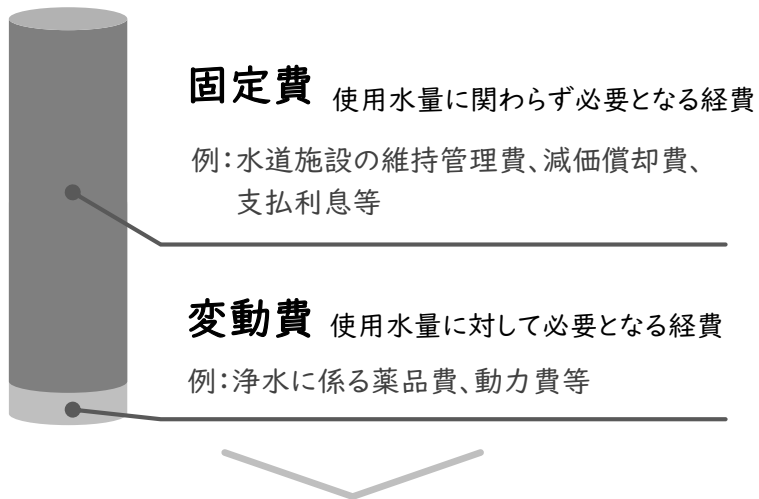 固定費 使用水量に関わらず必要となる経費
例：水道施設の維持管理費、減価償却費、
支払利息等
変動費 使用水量に対して必要となる経費
例：浄水に係る薬品費、動力費等